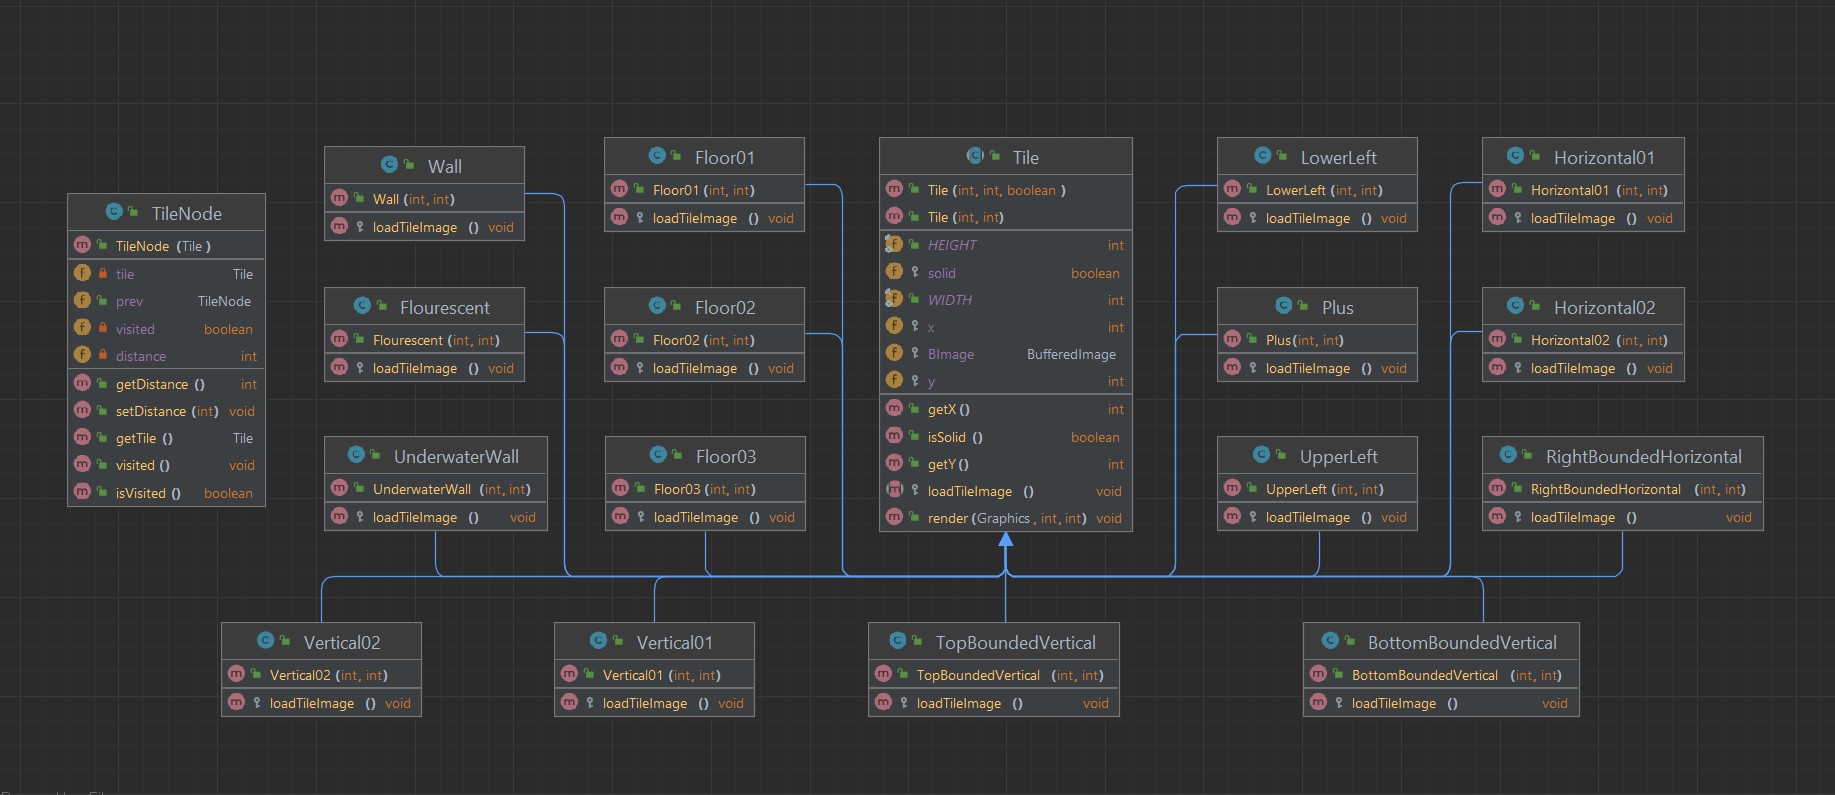 TileNode
TileNode (Tile)
tile Tile
prev TileNode
visited boolean
distance int
getDistance () int
setDistance (int) void
getTile () Tile
visited () void
isVisited () boolean
Wall
Wall (int, int)
loadTileImage () void
Flourescent
Flourescent (int, int)
loadTileImage () void
UnderwaterWall
UnderwaterWall (int, int)
loadTileImage () void
Floor01
Floor01 (int, int)
loadTileImage () void
Floor02
Floor02 (int, int)
loadTileImage () void
Floor03
Floor03 (int, int)
loadTileImage () void
Tile
Tile (int, int, boolean )
Tile (int, int)
HEIGHT int
solid boolean
WIDTH int
x int
BImage BufferedImage
y int
getX () int
isSolid () boolean
getY () int
loadTileImage () void
render (Graphics , int, int) void
LowerLeft
LowerLeft (int, int)
loadTileImage () void
Plus
Plus (int, int)
loadTileImage () void
UpperLeft
UpperLeft (int, int)
loadTileImage () void
Horizontal01
Horizontal01 (int, int)
loadTileImage () void
Horizontal02
Horizontal02 (int, int)
loadTileImage () void
RightBoundedHorizontal
RightBoundedHorizontal (int, int)
loadTileImage () void
Vertical02
Vertical02 (int, int)
loadTileImage () void
Vertical01
Vertical01 (int, int)
loadTileImage () void
TopBoundedVertical
TopBoundedVertical (int, int)
loadTileImage () void
BottomBoundedVertical
BottomBoundedVertical (int, int)
loadTileImage () void